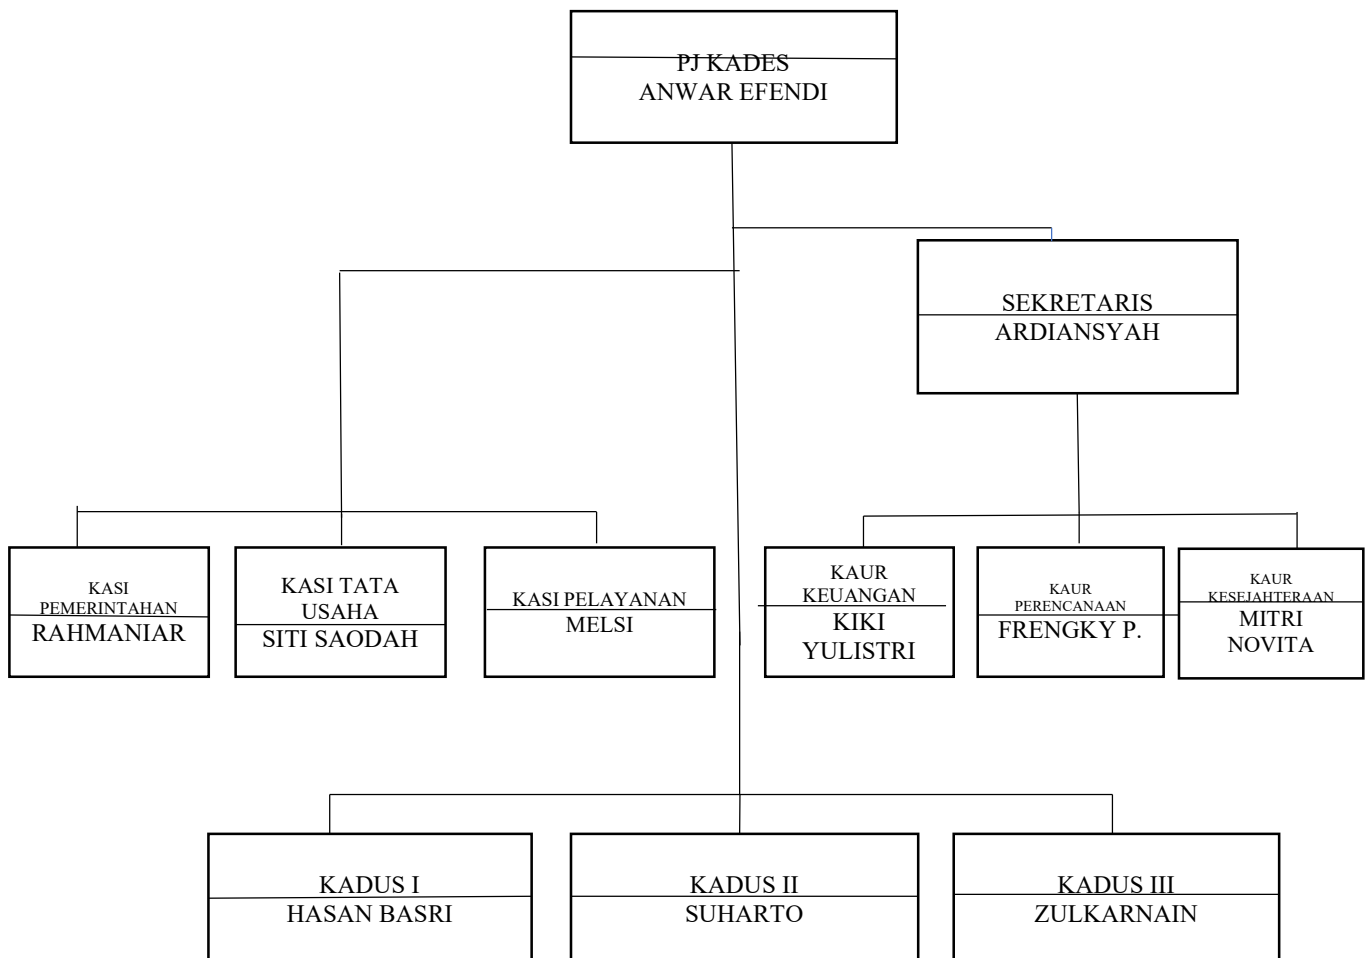 PJ KADES
ANWAR EFENDI
SEKRETARIS
ARDIANSYAH
KASI
PEMERINTAHAN
RAHMANIAR
KASI TATA
USAHA
SITI SAODAH
KASI PELAYANAN
MELSI
KAUR
KEUANGAN
KIKI
YULISTRI
KAUR
PERENCANAAN
FRENGKY P.
KAUR
KESEJAHTERAAN
MITRI
NOVITA
KADUS I
HASAN BASRI
KADUS II
SUHARTO
KADUS III
ZULKARNAIN